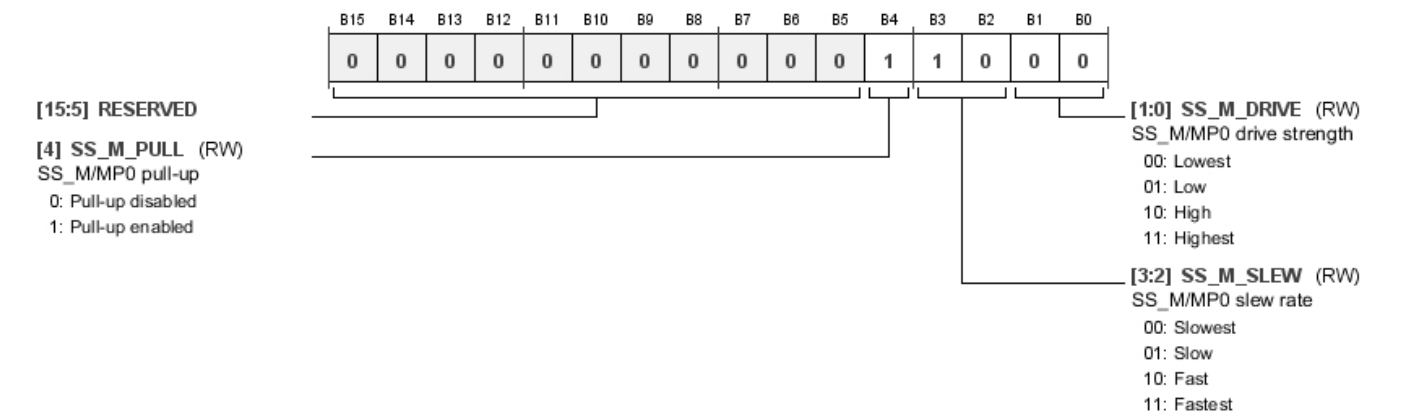 B15 B14 B13 B12 B11 B10 B9 B8 B7 B6 B5 B4 B3 B2 B1 B0
0 0 0 0 0 0 0 0 0 0 0 1 1 0 0 0
[15:5] RESERVED
[4] SS_M_PULL (RW)
SS_M/MP0 pull-up
0: Pull-up disabled
1: Pull-up enabled
[1:0] SS_M_DRIVE (RW)
SS_M/MP0 drive strength
00: Lowest
01: Low
10: High
11: Highest
[3:2] SS_M_SLEW (RW)
SS_M/MP0 slew rate
00: Slowest
01: Slow
10: Fast
11: Fastest